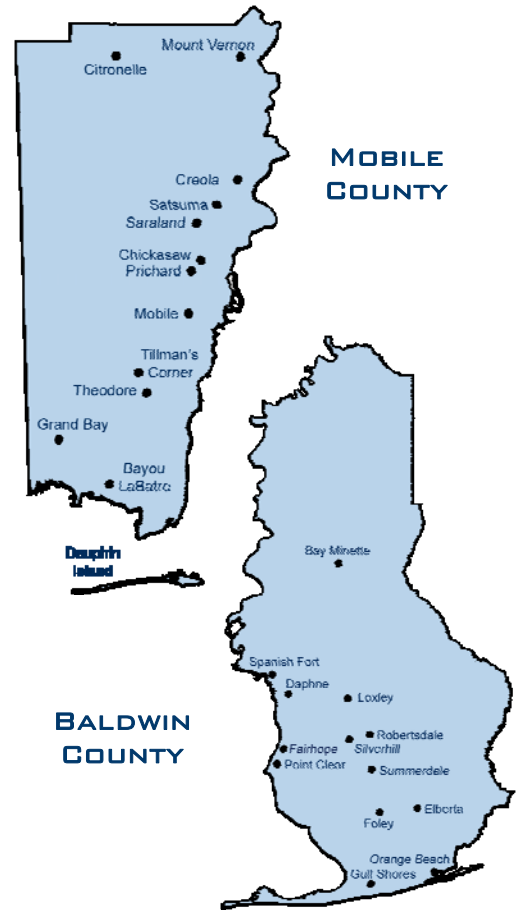 Mount Vernon
Citronelle
MOBILE
COUNTY
Creola
Satsuma
Saraland
Chickasaw
Prichard
Mobile
Tillman's
Corner
Theodore
Grand Bay
Bayou
LaBatre
Dauphin
Island
Bay Minette
Spanish Fort
Daphne
Loxley
BALDWIN
COUNTY
Robertsdale
Fairhope
Silverhill
Point Clear
Summerdale
Elberta
Foley
Orange Beach
Gulf Shores